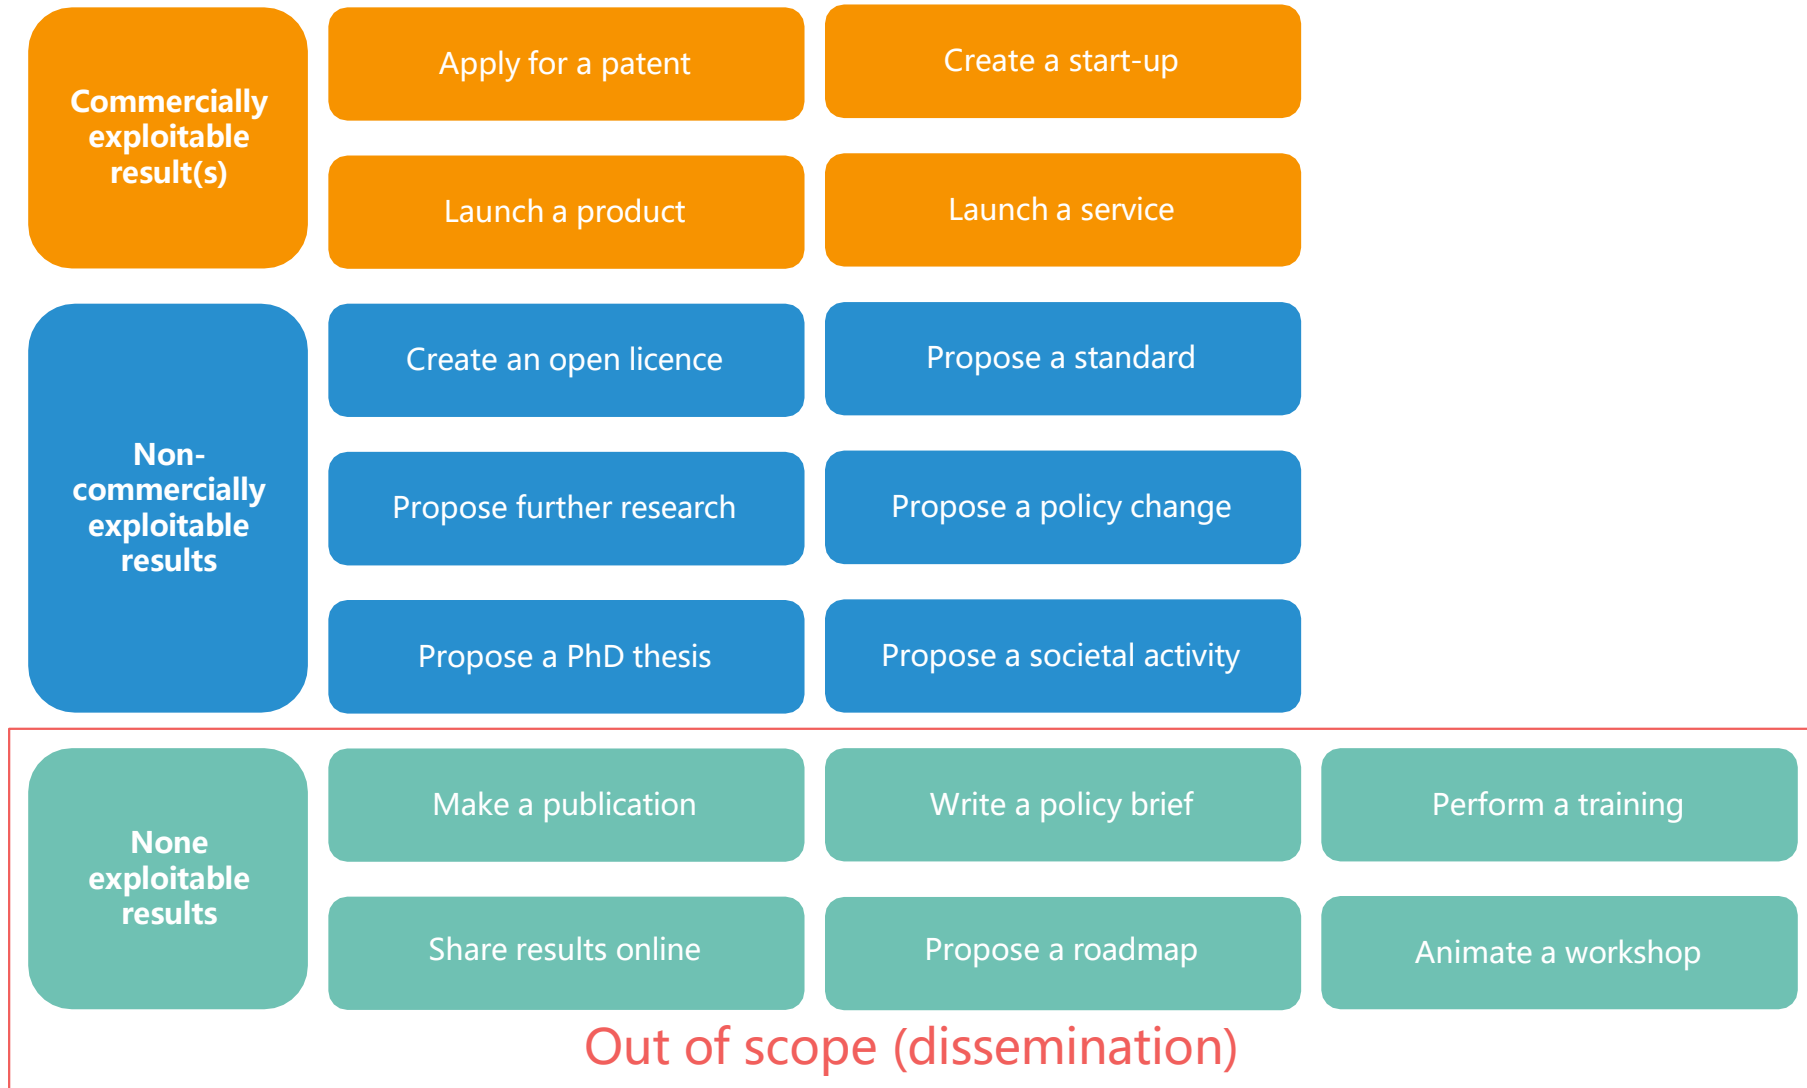 Commercially
exploitable
result(s)
Apply for a patent
Create a start-up
Launch a product
Launch a service
Non-
commercially
exploitable
results
Create an open licence
Propose a standard
Propose further research
Propose a policy change
Propose a PhD thesis
Propose a societal activity
None
exploitable
results
Make a publication
Write a policy brief
Perform a training
Share results online
Propose a roadmap
Animate a workshop
Out of scope (dissemination)